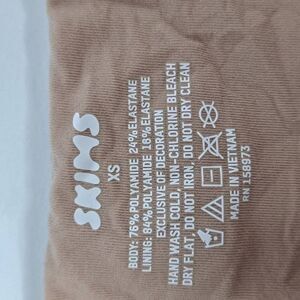 SKIMS
XS
BODY: 76% POLYAMIDE 24% ELASTANE
LINING: 84% POLYAMIDE 16% ELASTANE
EXCLUSIVE OF DECORATION
HAND WASH COLD, NON-CHLORINE BLEACH
DRY FLAT, DO NOT IRON, DO NOT DRY CLEAN
MADE IN VIETNAM
RN 159973